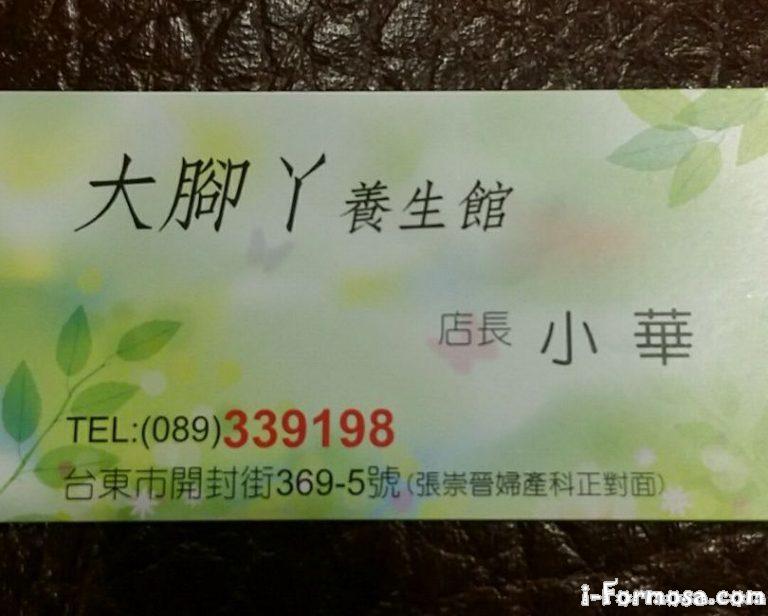 大腳丫養生館
店長 小華
TEL:(089)339198
台東市開封街369-5號(張崇晉婦產科正對面)
i-Formosa.com